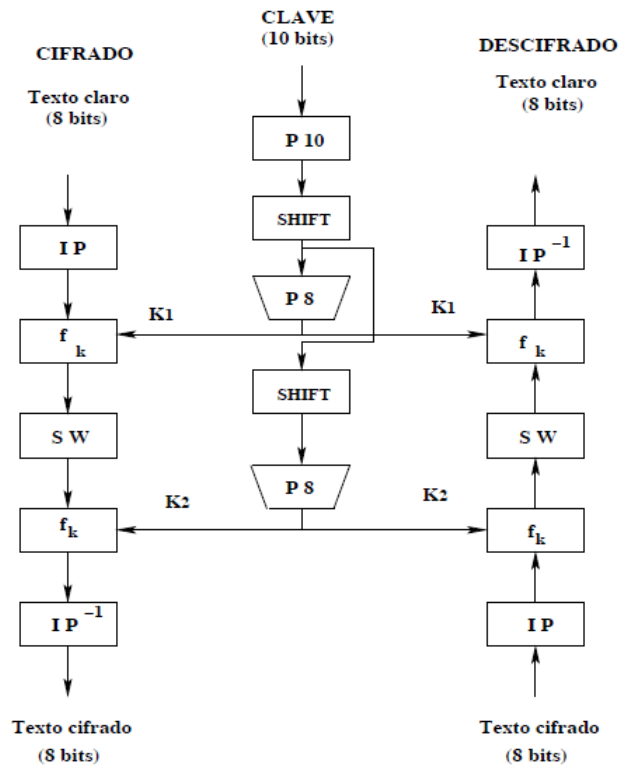 CLAVE
(10 bits)
CIFRADO
DESCIFRADO
Texto claro
(8 bits)
Texto claro
(8 bits)
P 10
SHIFT
I P
I P −1
P 8
K1
K1
f k
f k
SHIFT
S W
S W
P 8
K2
K2
f k
f k
I P −1
I P
Texto cifrado
(8 bits)
Texto cifrado
(8 bits)